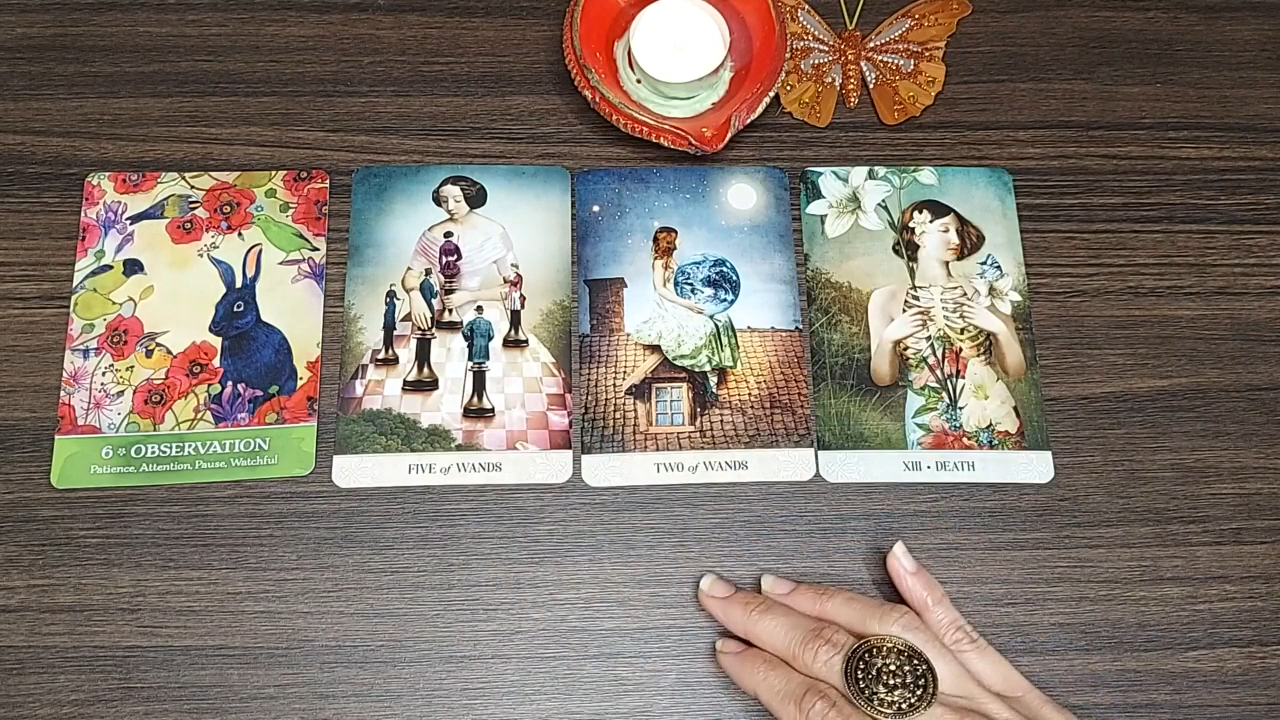 6 ✻ OBSERVATION
Patience, Attention, Pause, Watchful
FIVE of WANDS
TWO of WANDS
XIII • DEATH